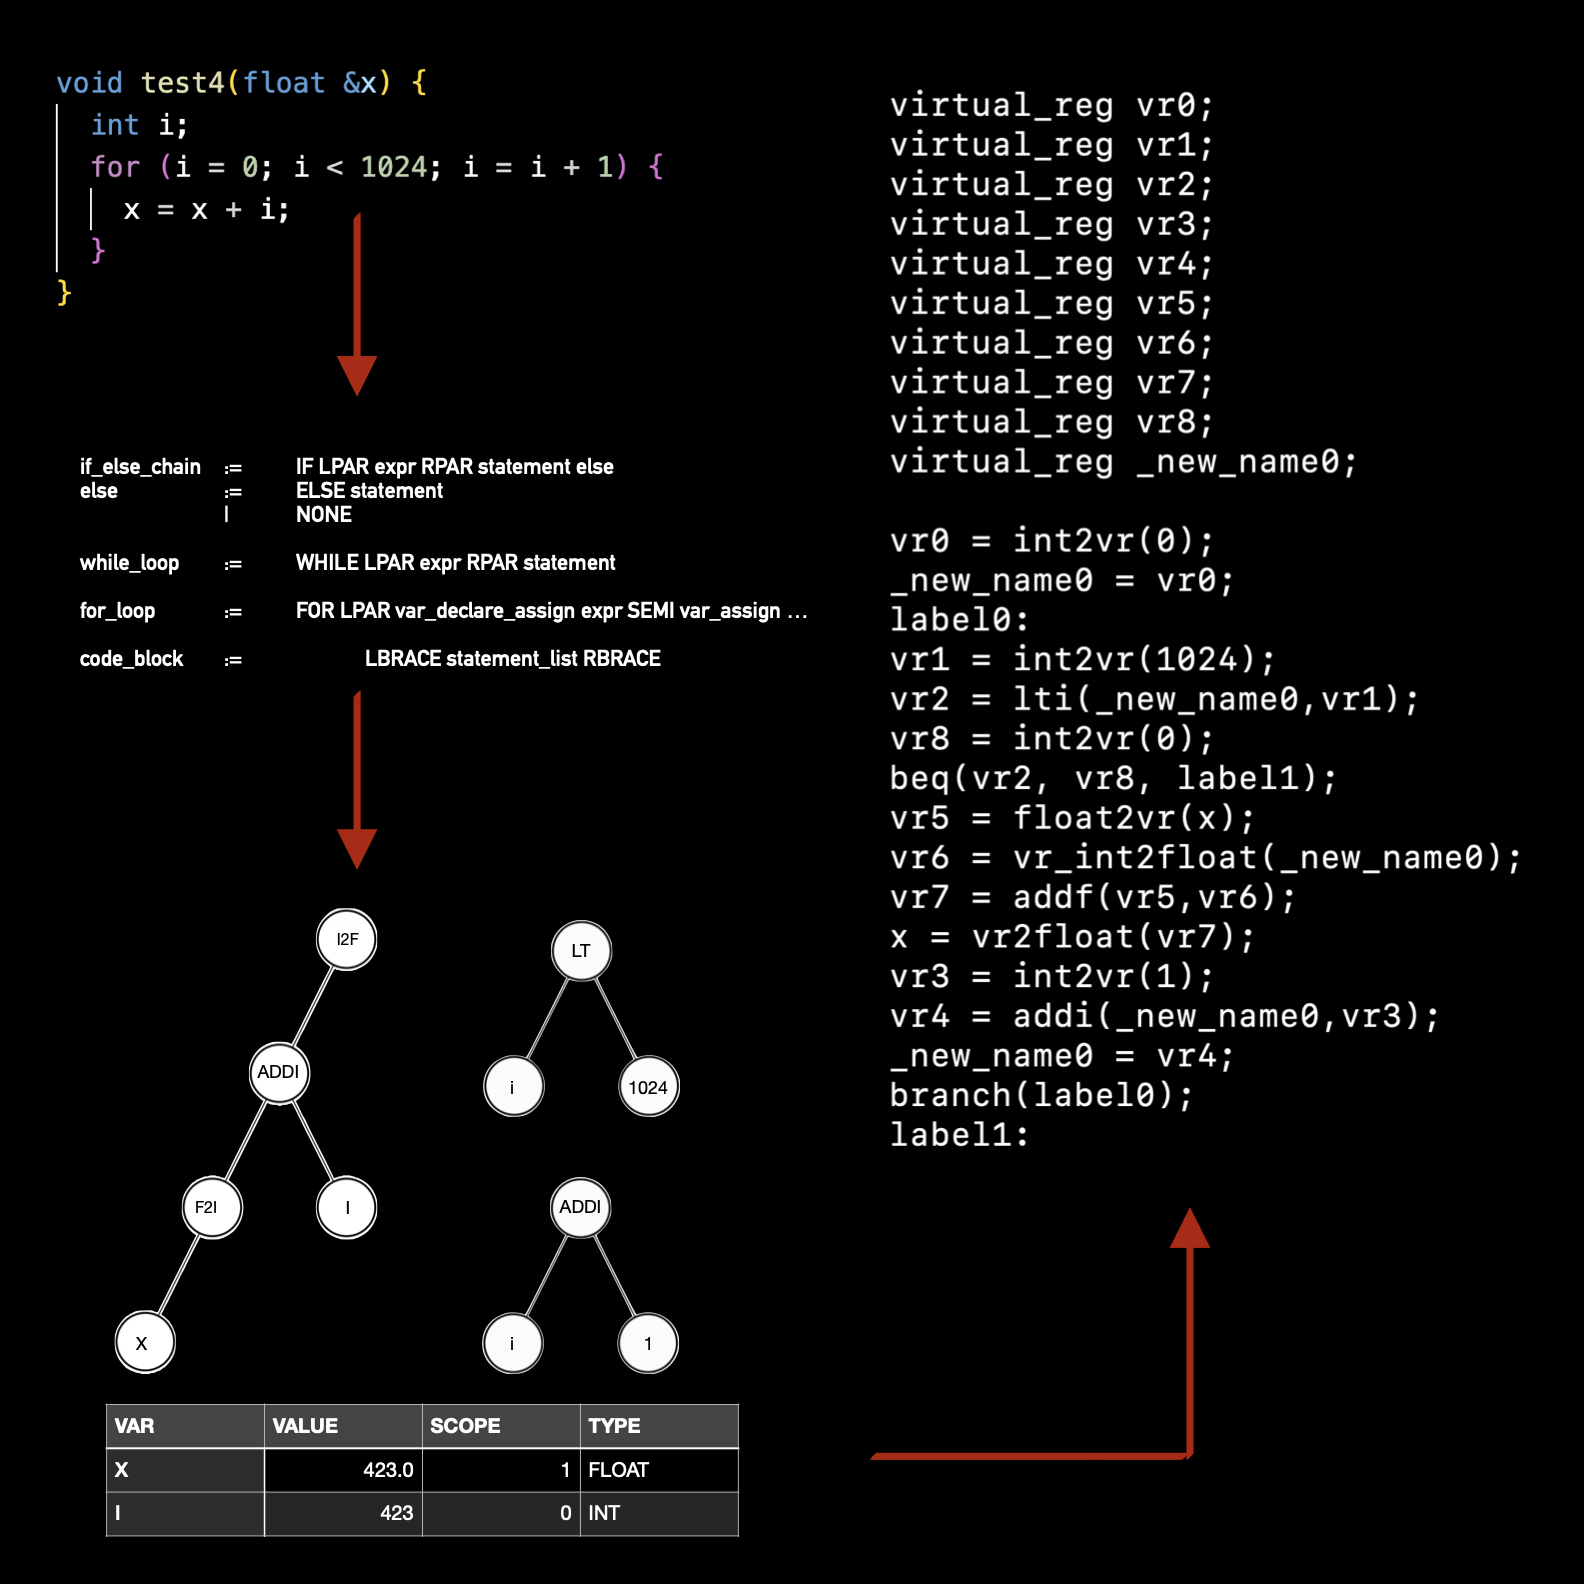 void test4(float &x) {
int i;
for (i = 0; i < 1024; i = i + 1) {
x = x + i;
}
}
if_else_chain := IF LPAR expr RPAR statement else
else := ELSE statement
| NONE
while_loop := WHILE LPAR expr RPAR statement
for_loop := FOR LPAR var_declare_assign expr SEMI var_assign ...
code_block := LBRACE statement_list RBRACE
I2F
ADDI
F2I I
X
LT
i 1024
ADDI
i 1
VAR VALUE SCOPE TYPE
X 423.0 1 FLOAT
I 423 0 INT
virtual_reg vr0;
virtual_reg vr1;
virtual_reg vr2;
virtual_reg vr3;
virtual_reg vr4;
virtual_reg vr5;
virtual_reg vr6;
virtual_reg vr7;
virtual_reg vr8;
virtual_reg _new_name0;
vr0 = int2vr(0);
_new_name0 = vr0;
label0:
vr1 = int2vr(1024);
vr2 = lti(_new_name0,vr1);
vr8 = int2vr(0);
beq(vr2, vr8, label1);
vr5 = float2vr(x);
vr6 = vr_int2float(_new_name0);
vr7 = addf(vr5,vr6);
x = vr2float(vr7);
vr3 = int2vr(1);
vr4 = addi(_new_name0,vr3);
_new_name0 = vr4;
branch(label0);
label1: